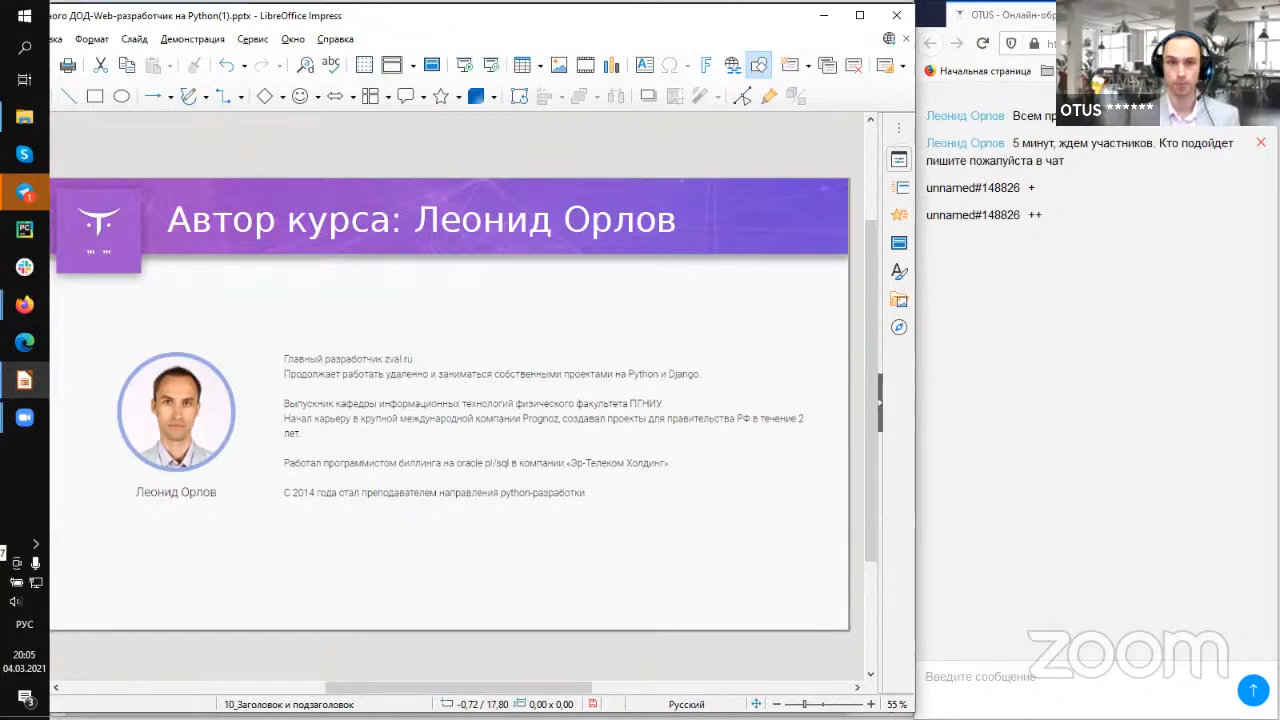 ного ДОД-Web-разработчик на Python(1).pptx - LibreOffice Impress
вка Формат Слайд Демонстрация Сервис Окно Справка
Автор курса: Леонид Орлов
Главный разработчик zval.ru.
Продолжает работать удаленно и заниматься собственными проектами на Python и Django.
Выпускник кафедры информационных технологий физического факультета ПГНИУ.
Начал карьеру в крупной международной компании Prognoz, создавал проекты для правительства РФ в течение 2
лет.
Работал программистом биллинга на oracle pl/sql в компании «Эр-Телеком Холдинг».
С 2014 года стал преподавателем направления python-разработки.
Леонид Орлов
10_Заголовок и подзаголовок
-0,72 / 17,80
0,00 x 0,00
Русский
55 %
РУС
20:05
04.03.2021
OTUS - Онлайн-обр
Начальная страница
OTUS ******
Леонид Орлов Всем пр
Леонид Орлов 5 минут, ждем участников. Кто подойдет
пишите пожалуйста в чат
unnamed#148826 +
unnamed#148826 ++
zoom
Введите сообщение